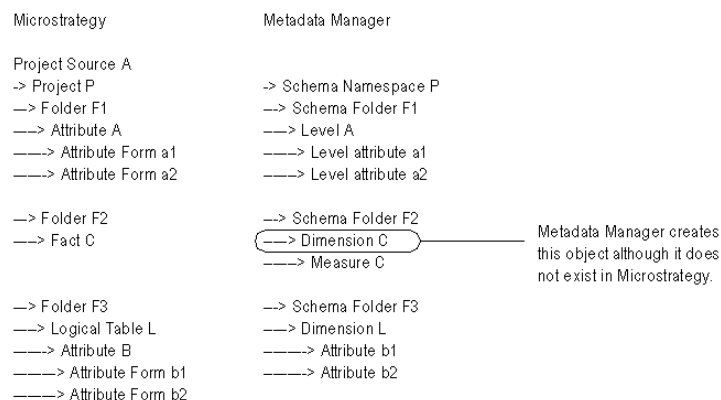 Microstrategy
Metadata Manager
Project Source A
-> Project P
-> Schema Namespace P
—> Folder F1
—> Schema Folder F1
——> Attribute A
——> Level A
———> Attribute Form a1
———> Level attribute a1
———> Attribute Form a2
———> Level attribute a2
—> Folder F2
—> Schema Folder F2
——> Fact C
——> Dimension C
———> Measure C
Metadata Manager creates
this object although it does
not exist in Microstrategy.
—> Folder F3
—> Schema Folder F3
——> Logical Table L
——> Dimension L
———> Attribute B
———> Attribute b1
————> Attribute Form b1
———> Attribute b2
————> Attribute Form b2